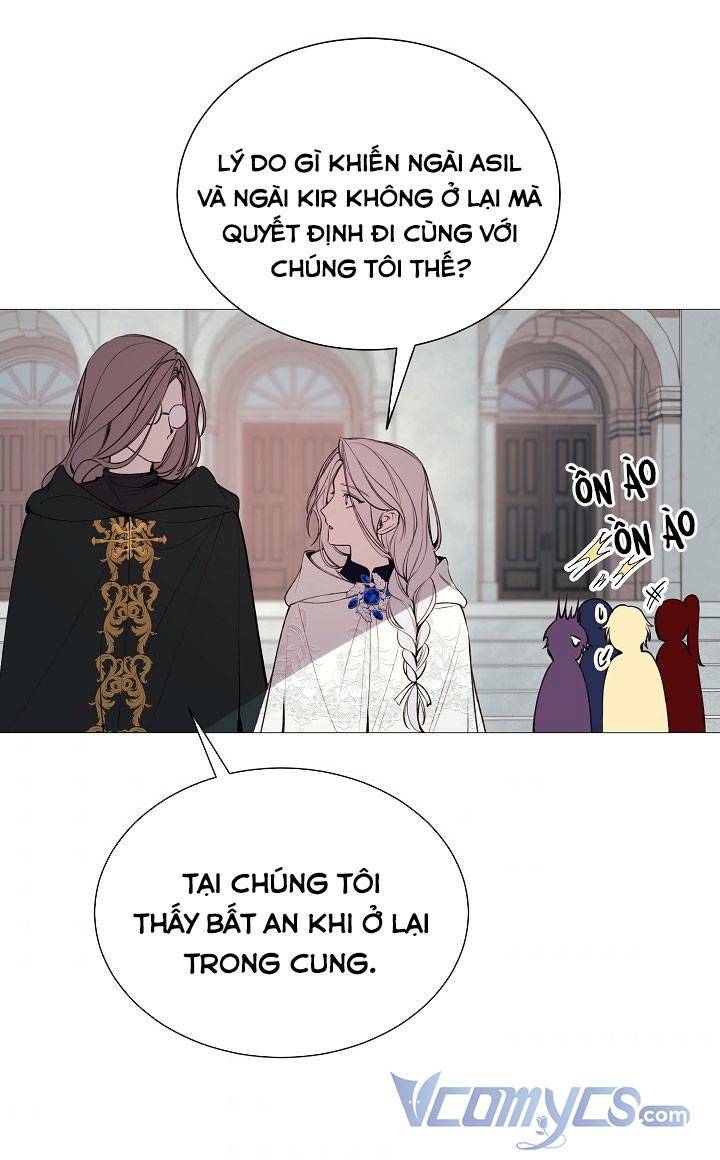 LÝ DO GÌ KHIẾN NGÀI ASIL
VÀ NGÀI KIR KHÔNG Ở LẠI MÀ
QUYẾT ĐỊNH ĐI CÙNG VỚI
CHÚNG TÔI THẾ?
ỒN ÀO
ỒN ÀO
TẠI CHÚNG TÔI
THẤY BẤT AN KHI Ở LẠI
TRONG CUNG.
VCOMYCS.com